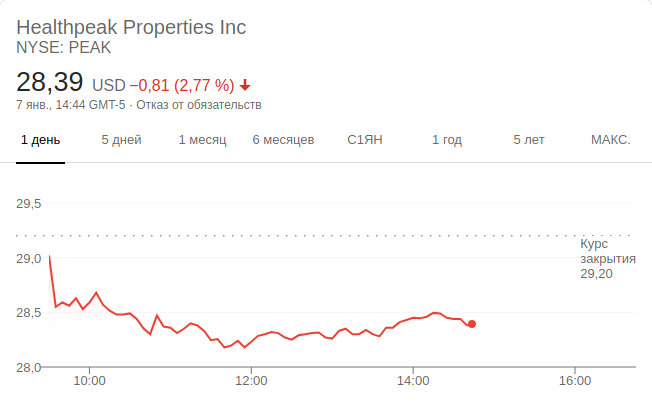 Healthpeak Properties Inc
NYSE: PEAK
28,39 USD −0,81 (2,77 %)
7 янв., 14:44 GMT-5 · Отказ от обязательств
1 день 5 дней 1 месяц 6 месяцев С1ЯН 1 год 5 лет МАКС.
29,5
Курс
закрытия
29,0
29,20
28,5
28,0
10:00 12:00 14:00 16:00